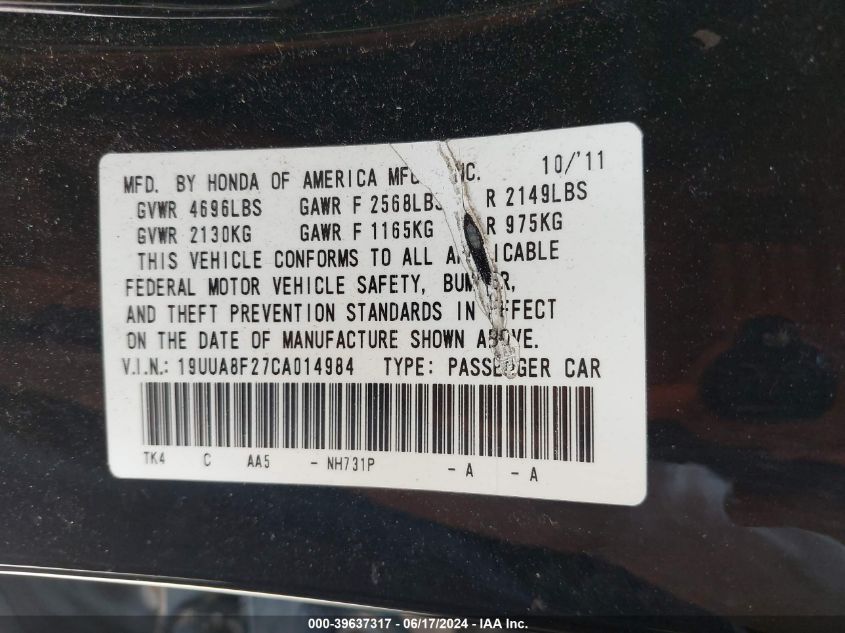 10/'11
MFD. BY HONDA OF AMERICA MFG. INC.
GVWR 4696LBS GAWR F 2568LBS R 2149LBS
GVWR 2130KG GAWR F 1165KG R 975KG
THIS VEHICLE CONFORMS TO ALL APPLICABLE
FEDERAL MOTOR VEHICLE SAFETY, BUMPER,
AND THEFT PREVENTION STANDARDS IN EFFECT
ON THE DATE OF MANUFACTURE SHOWN ABOVE.
V.I.N.: 19UUA8F27CA014984 TYPE: PASSENGER CAR
TK4 C AA5 - NH731P - A - A
000-39637317 - 06/17/2024 - IAA Inc.